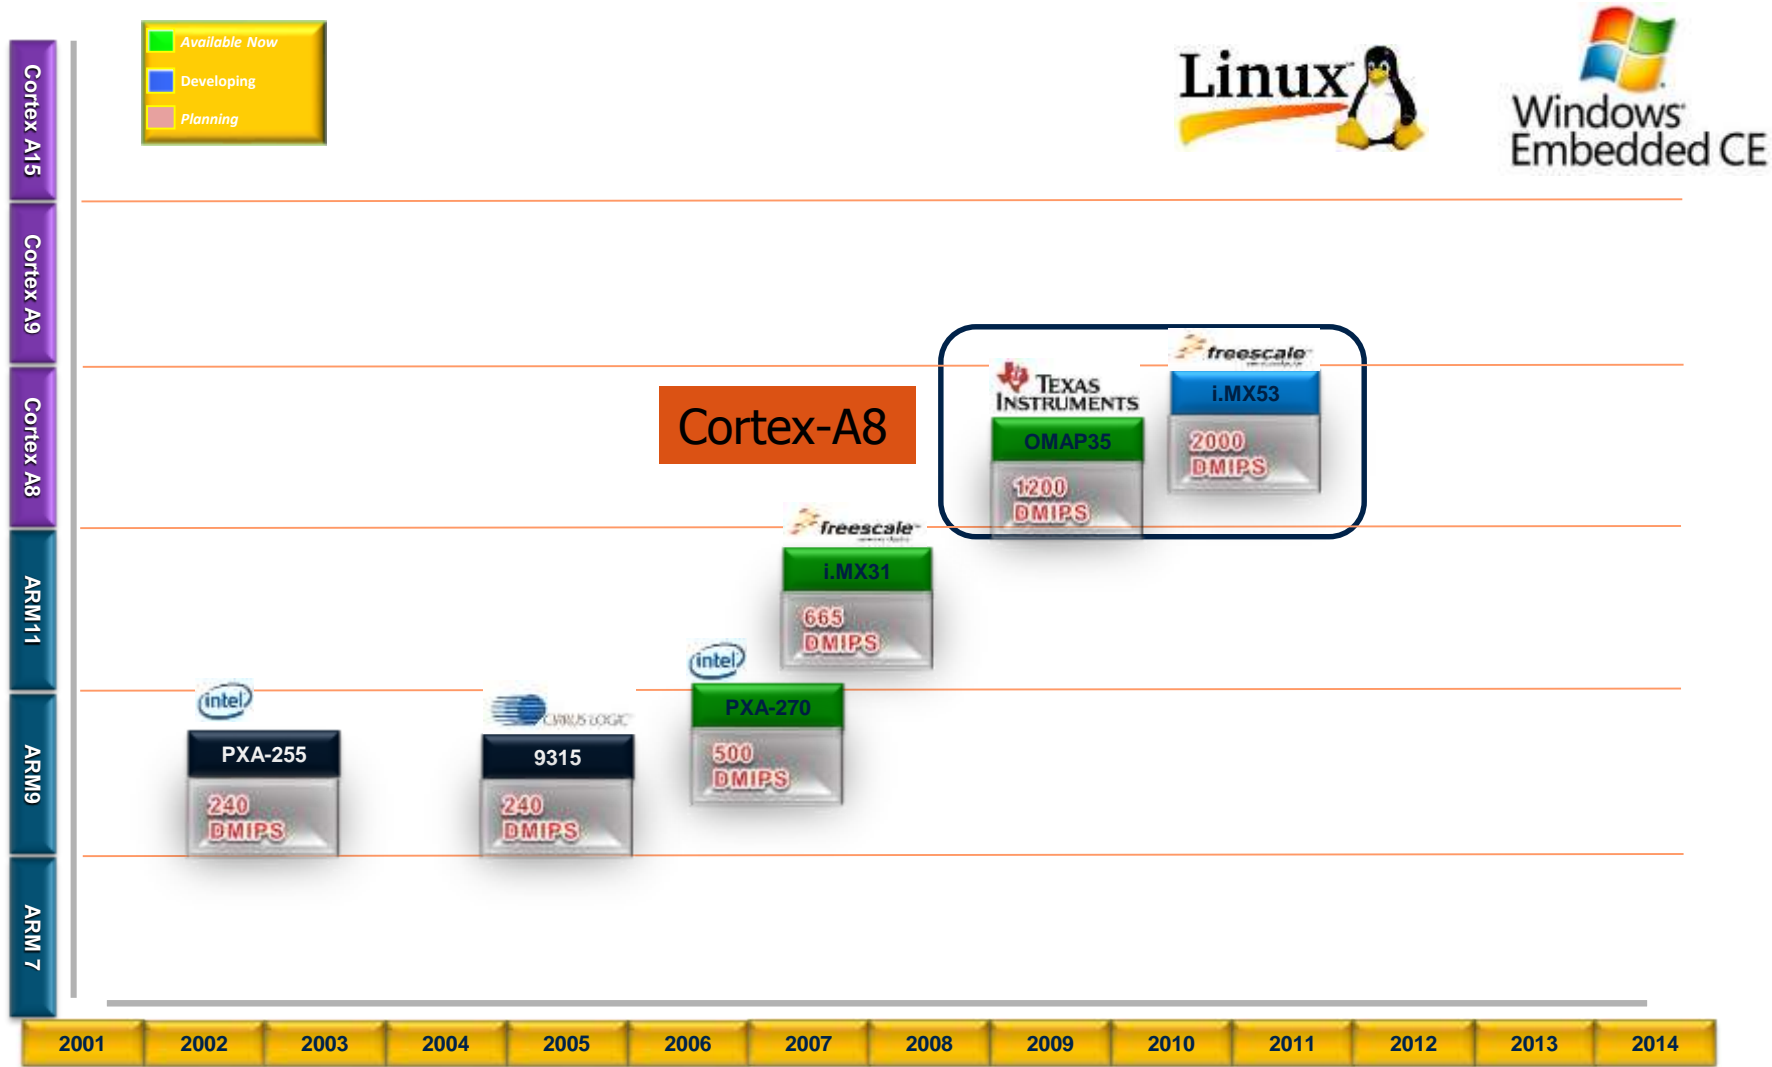 Available Now
Developing
Planning
Linux
Windows
Embedded CE
Cortex A15
Cortex A9
Cortex A8
ARM11
ARM9
ARM 7
freescale
i.MX53
2000
DMIPS
TEXAS
INSTRUMENTS
OMAP35
1200
DMIPS
Cortex-A8
freescale
i.MX31
665
DMIPS
intel
PXA-270
500
DMIPS
intel
PXA-255
240
DMIPS
CIRRUS LOGIC
9315
240
DMIPS
2001 2002 2003 2004 2005 2006 2007 2008 2009 2010 2011 2012 2013 2014